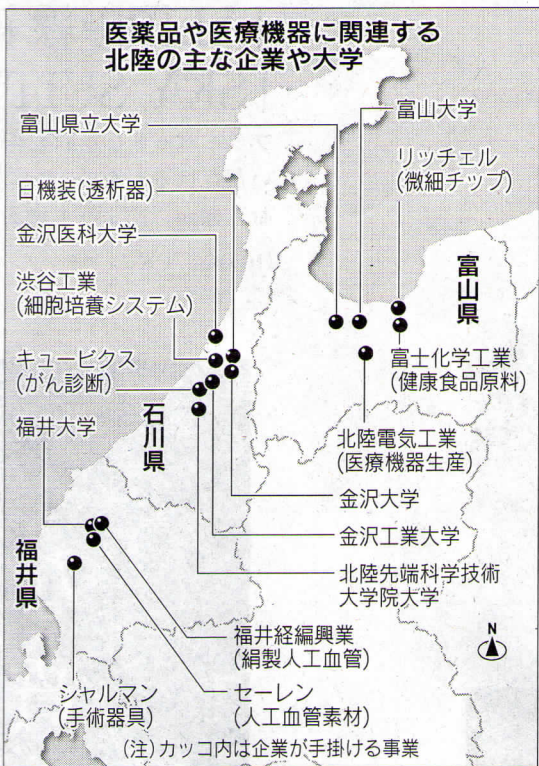 医薬品や医療機器に関連する
北陸の主な企業や大学
富山県立大学
富山大学
リッチェル
(微細チップ)
日機装(透析器)
金沢医科大学
渋谷工業
(細胞培養システム)
富山県
キュービクス
(がん診断)
富士化学工業
(健康食品原料)
石川県
福井大学
北陸電気工業
(医療機器生産)
金沢大学
金沢工業大学
福井県
北陸先端科学技術
大学院大学
N
福井経編興業
(絹製人工血管)
シャルマン
(手術器具)
セーレン
(人工血管素材)
(注)カッコ内は企業が手掛ける事業